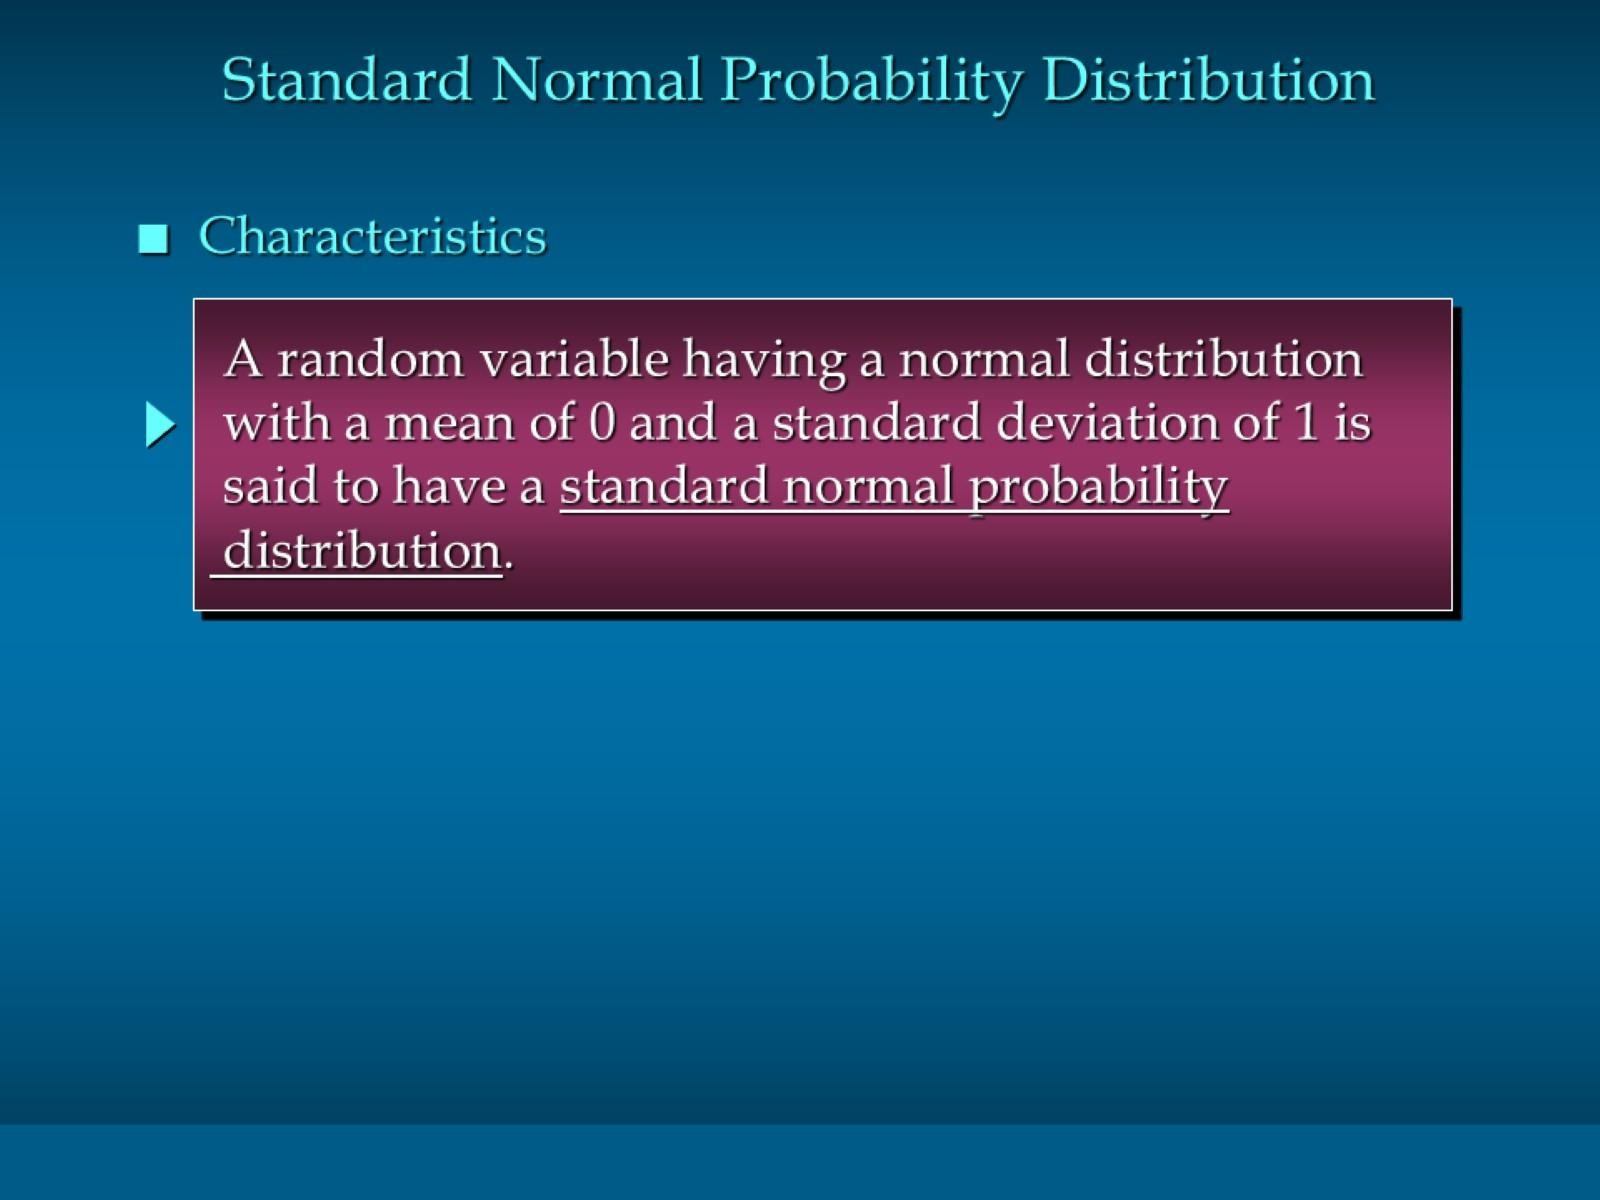 Standard Normal Probability Distribution
Characteristics
A random variable having a normal distribution
with a mean of 0 and a standard deviation of 1 is
said to have a standard normal probability
distribution.